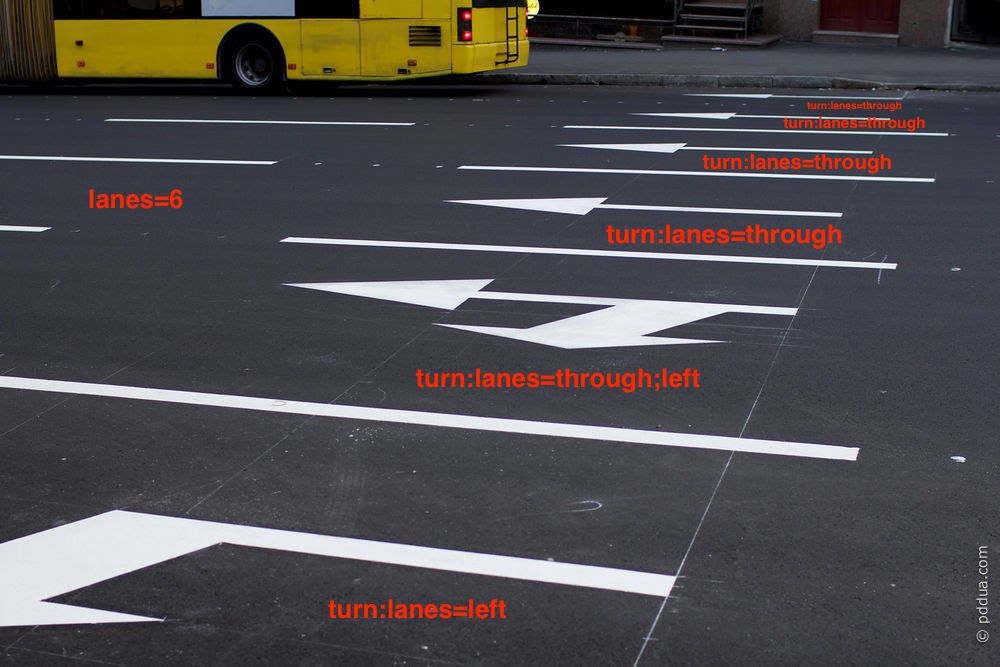 turn:lanes=through
turn:lanes=through
turn:lanes=through
lanes=6
turn:lanes=through
turn:lanes=through;left
turn:lanes=left
© pddua.com